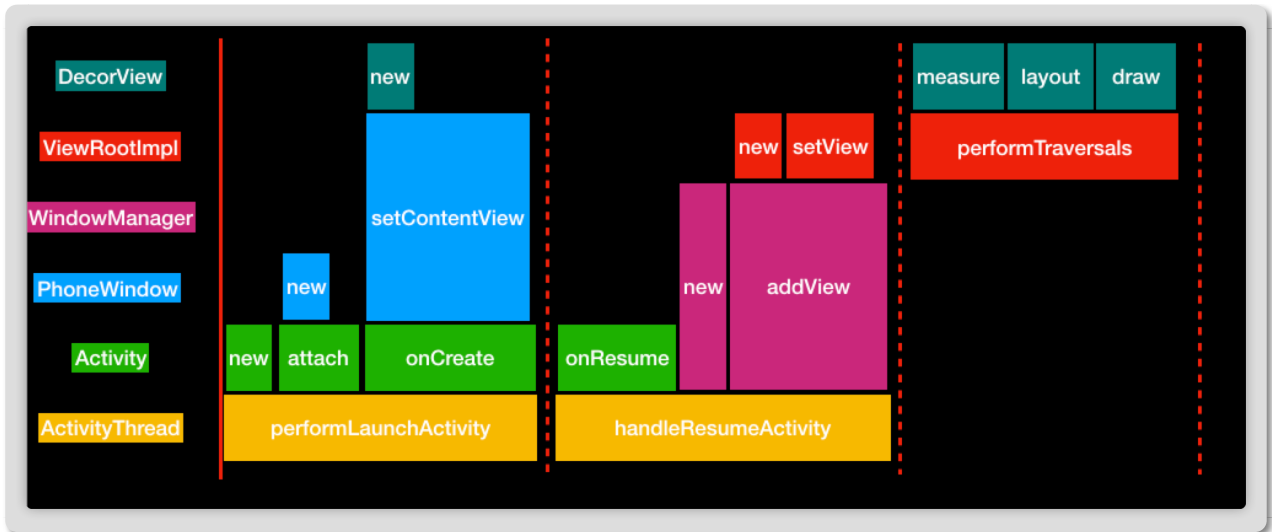 DecorView new measure layout draw
ViewRootImpl new setView performTraversals
WindowManager setContentView
PhoneWindow new new addView
Activity new attach onCreate onResume
ActivityThread performLaunchActivity handleResumeActivity